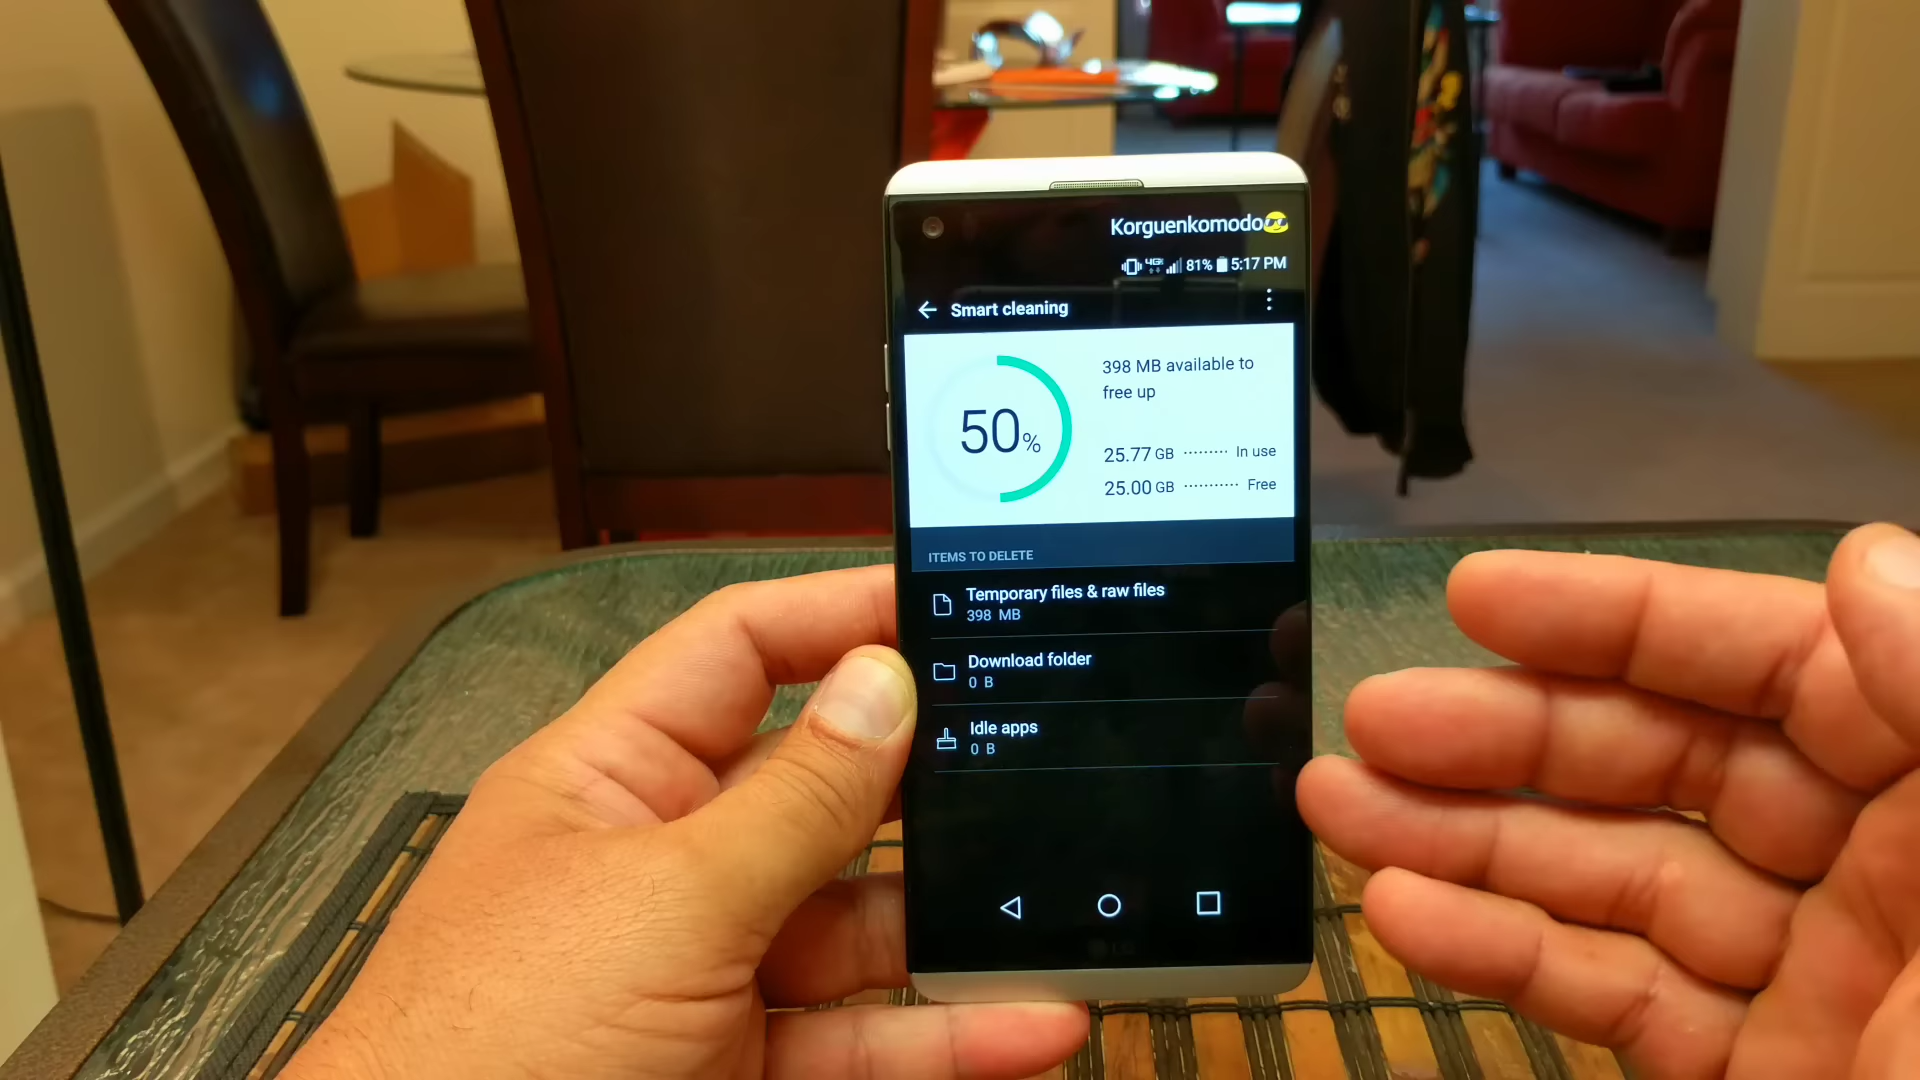 Korguenkomodo😎
4G 81% 5:17 PM
Smart cleaning
398 MB available to
free up
50%
25.77 GB ......... In use
25.00 GB ........... Free
ITEMS TO DELETE
Temporary files & raw files
398 MB
Download folder
0 B
Idle apps
0 B
LG